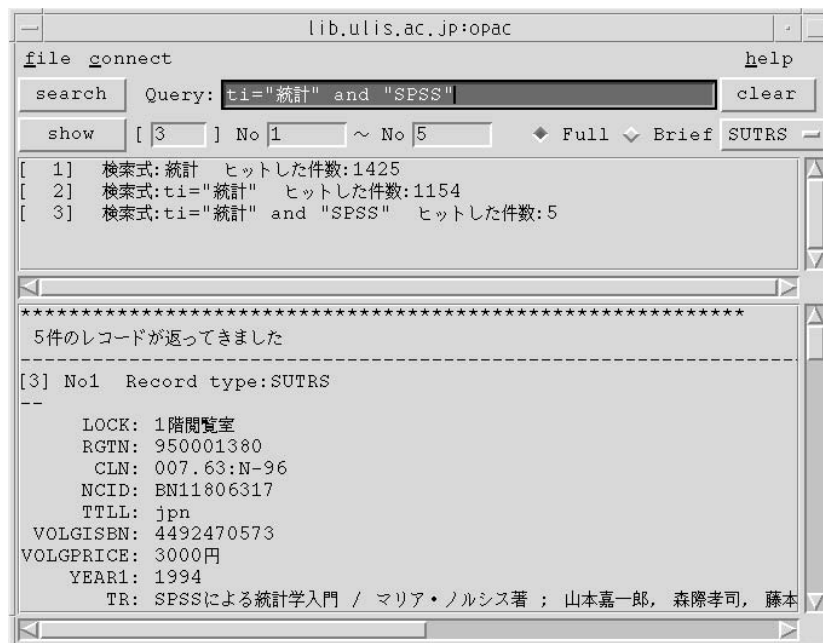 lib.ulis.ac.jp:opac
file connect help
search Query: ti="統計" and "SPSS" clear
show [ 3 ] No 1 ~ No 5 Full Brief SUTRS
[ 1] 検索式:統計 ヒットした件数:1425
[ 2] 検索式:ti="統計" ヒットした件数:1154
[ 3] 検索式:ti="統計" and "SPSS" ヒットした件数:5
************************************************************
5件のレコードが返ってきました
----------------------------------------------------------------
[3] No1 Record type:SUTRS
--
LOCK: 1階閲覧室
RGTN: 950001380
CLN: 007.63:N-96
NCID: BN11806317
TTLL: jpn
VOLGISBN: 4492470573
VOLGPRICE: 3000円
YEAR1: 1994
TR: SPSSによる統計学入門 / マリア・ノルシス著 ; 山本嘉一郎, 森際孝司, 藤本